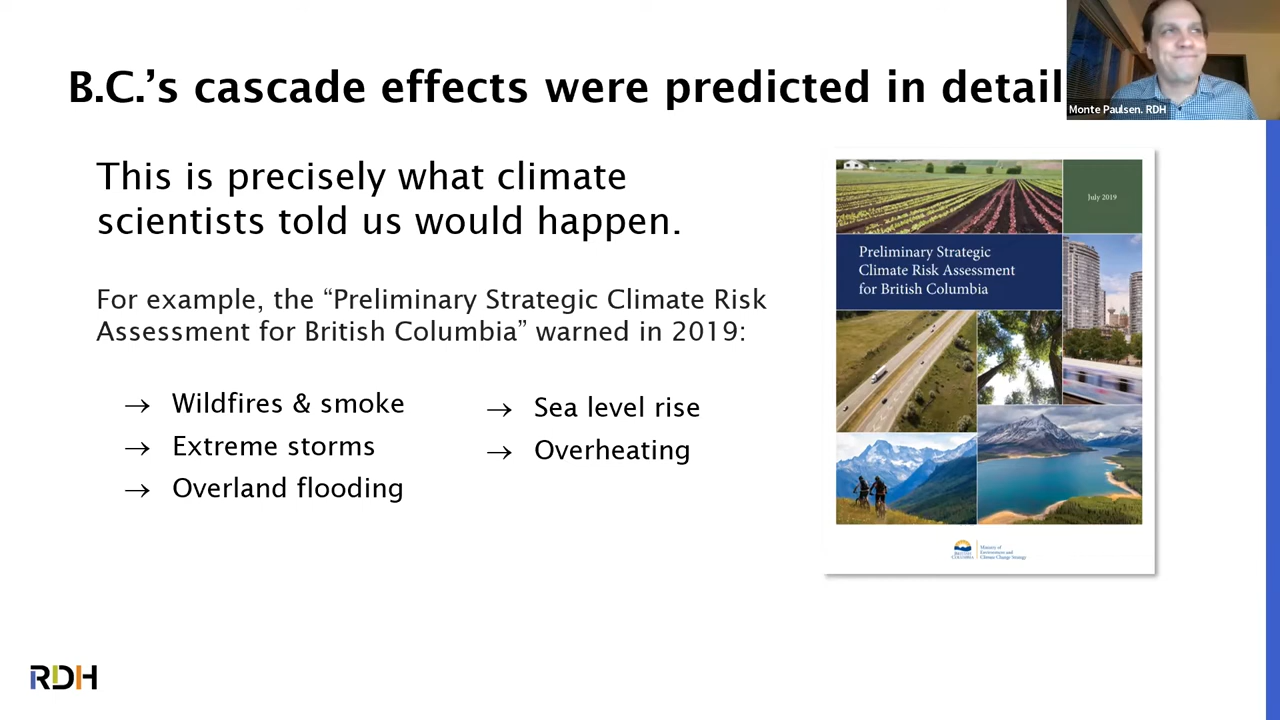 B.C.’s cascade effects were predicted in detail
Monte Paulsen. RDH
This is precisely what climate
scientists told us would happen.
For example, the “Preliminary Strategic Climate Risk
Assessment for British Columbia” warned in 2019:
→ Wildfires & smoke
→ Extreme storms
→ Overland flooding
→ Sea level rise
→ Overheating
July 2019
Preliminary Strategic
Climate Risk Assessment
for British Columbia
BRITISH
COLUMBIA
Ministry of
Environment and
Climate Change Strategy
RDH